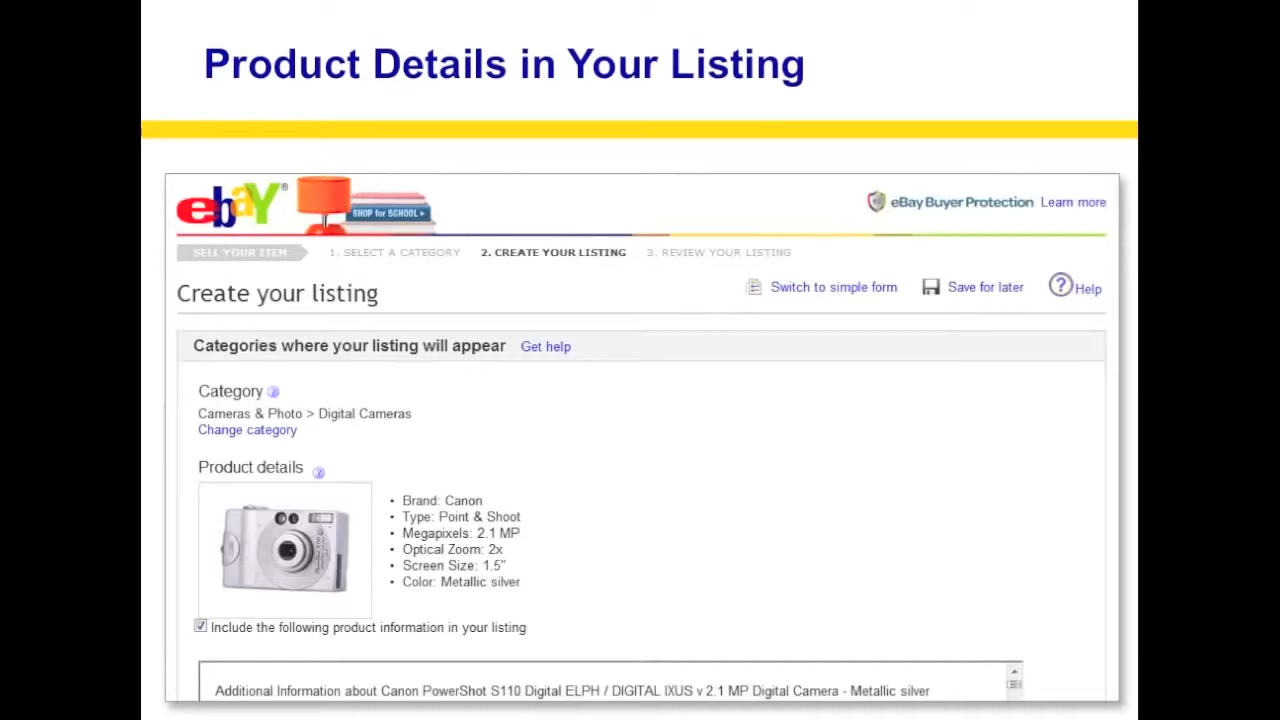 Product Details in Your Listing
ebay®
SHOP for SCHOOL
eBay Buyer Protection Learn more
SELL YOUR ITEM 1. SELECT A CATEGORY 2. CREATE YOUR LISTING 3. REVIEW YOUR LISTING
Create your listing
Switch to simple form Save for later ? Help
Categories where your listing will appear Get help
Category ?
Cameras & Photo > Digital Cameras
Change category
Product details ?
• Brand: Canon
• Type: Point & Shoot
• Megapixels: 2.1 MP
• Optical Zoom: 2x
• Screen Size: 1.5"
• Color: Metallic silver
Include the following product information in your listing
Additional Information about Canon PowerShot S110 Digital ELPH / DIGITAL IXUS v 2.1 MP Digital Camera - Metallic silver